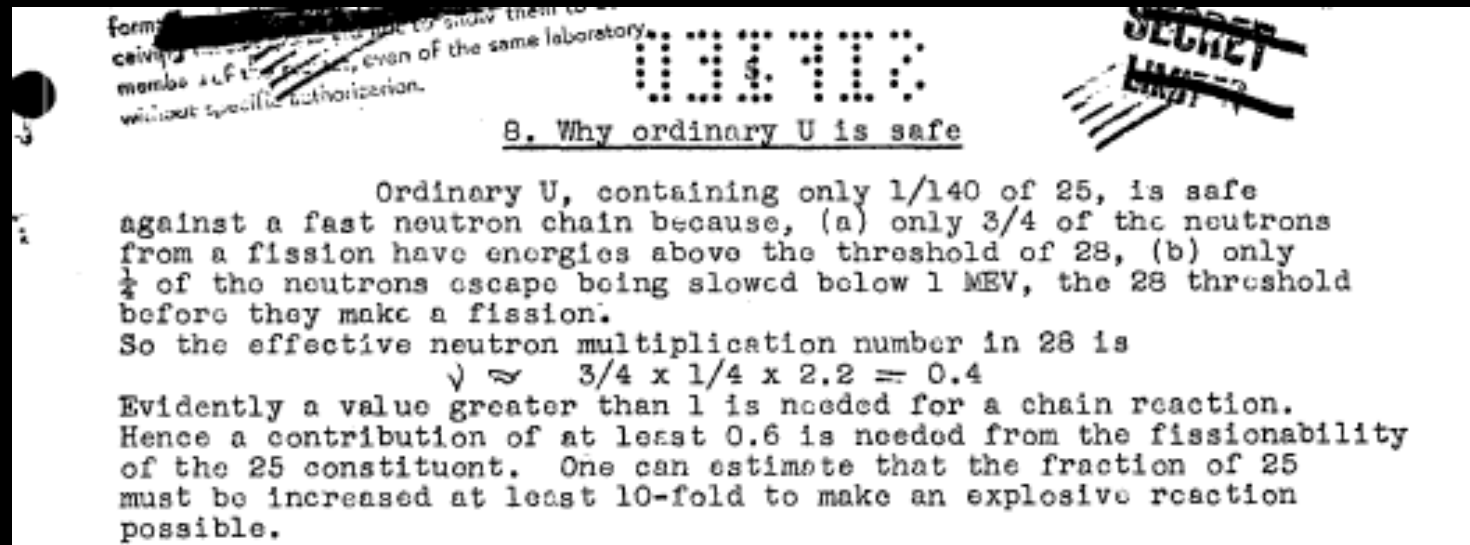 show them to
even of the same laboratory
without specific authorization.
SECRET
LIMITED
8. Why ordinary U is safe
Ordinary U, containing only 1/140 of 25, is safe
against a fast neutron chain because, (a) only 3/4 of the neutrons
from a fission have energies above the threshold of 28, (b) only
¼ of the neutrons escape being slowed below 1 MEV, the 28 threshold
before they make a fission.
So the effective neutron multiplication number in 28 is
ν ≈ 3/4 x 1/4 x 2.2 = 0.4
Evidently a value greater than 1 is needed for a chain reaction.
Hence a contribution of at least 0.6 is needed from the fissionability
of the 25 constituent. One can estimate that the fraction of 25
must be increased at least 10-fold to make an explosive reaction
possible.